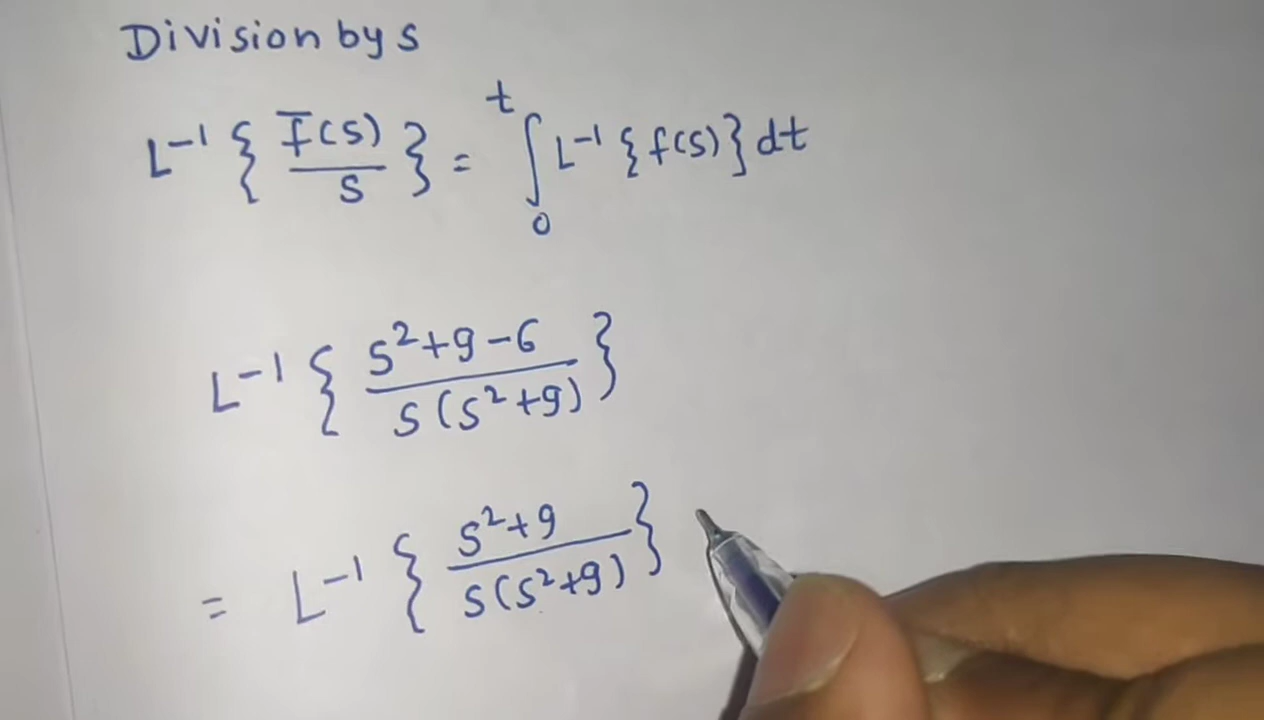 Division by s
L⁻¹ { f̅(s) / s } = ∫₀ᵗ L⁻¹ {f(s)} dt
L⁻¹ { s²+9-6 / s(s²+9) }
= L⁻¹ { s²+9 / s(s²+9) }